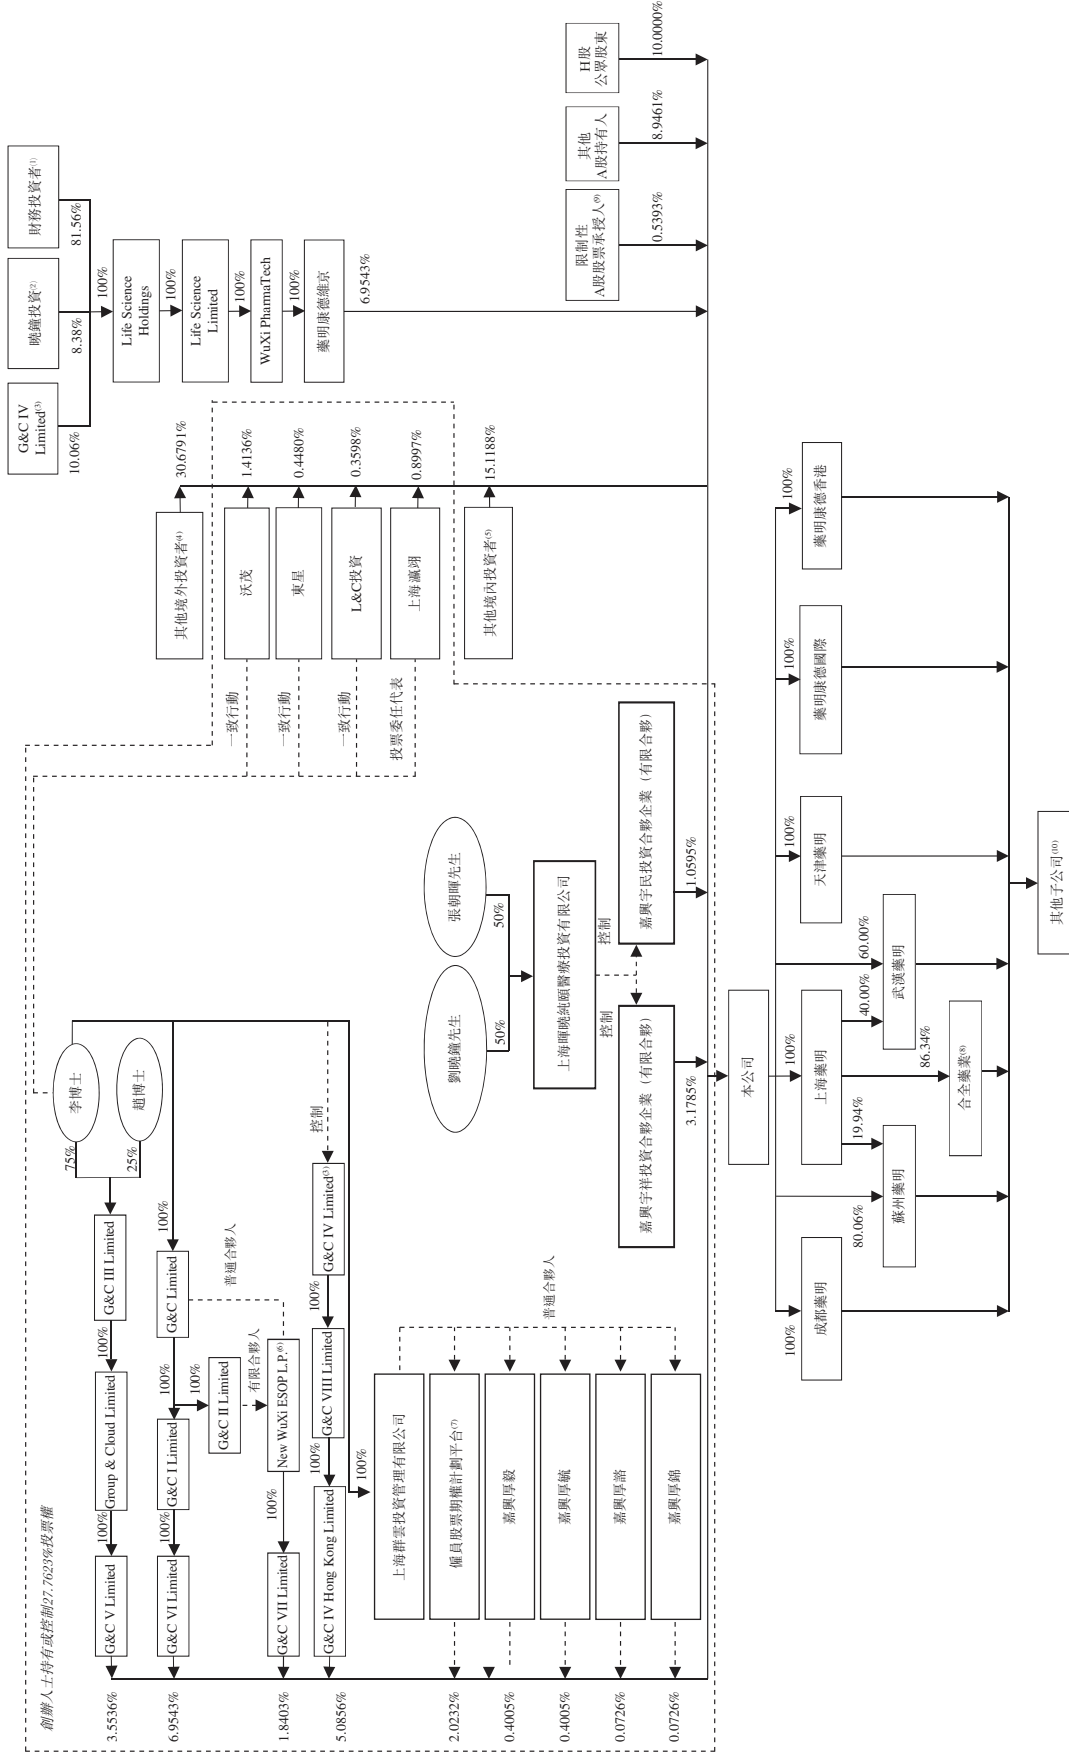 創辦人士持有或控制27.7623%投票權
李博士
趙博士
75%
25%
G&C III Limited
100%
Group & Cloud Limited
100%
G&C V Limited
3.5536%
100%
G&C Limited
100%
G&C I Limited
100%
G&C VI Limited
6.9543%
100%
G&C II Limited
有限合夥人
普通合夥人
New WuXi ESOP L.P.(6)
100%
G&C VII Limited
1.8403%
控制
G&C IV Limited(3)
100%
G&C VIII Limited
100%
G&C IV Hong Kong Limited
5.0856%
100%
上海群雲投資管理有限公司
普通合夥人
僱員股票期權計劃平台(7)
2.0232%
嘉興厚毅
0.4005%
嘉興厚毓
0.4005%
嘉興厚諮
0.0726%
嘉興厚錦
0.0726%
G&C IV
Limited(3)
10.06%
曉鐘投資(2)
8.38%
財務投資者(1)
81.56%
100%
Life Science
Holdings
100%
Life Science
Limited
100%
WuXi PharmaTech
100%
藥明康德維京
6.9543%
其他境外投資者(4)
30.6791%
沃茂
1.4136%
一致行動
東星
0.4480%
一致行動
L&C投資
0.3598%
一致行動
上海瀛翊
0.8997%
投票委任代表
其他境內投資者(5)
15.1188%
劉曉鐘先生
50%
張朝暉先生
50%
上海暉曉純頤醫療投資有限公司
控制
控制
嘉興宇祥投資合夥企業(有限合夥)
3.1785%
嘉興宇民投資合夥企業(有限合夥)
1.0595%
限制性
A股股票承授人(9)
0.5393%
其他
A股持有人
8.9461%
H股
公眾股東
10.0000%
本公司
100%
成都藥明
80.06%
蘇州藥明
19.94%
100%
上海藥明
86.34%
合全藥業(8)
40.00%
60.00%
武漢藥明
100%
天津藥明
100%
藥明康德國際
100%
藥明康德香港
其他子公司(10)